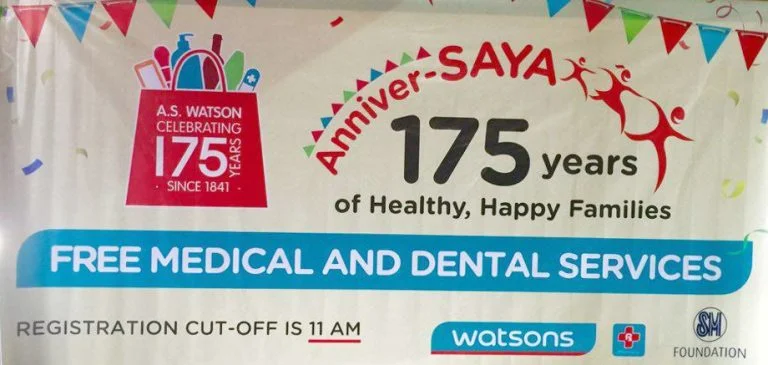 A.S. WATSON
CELEBRATING
175 YEARS
- SINCE 1841 -
Anniver-SAYA
175 years
of Healthy, Happy Families
FREE MEDICAL AND DENTAL SERVICES
REGISTRATION CUT-OFF IS 11 AM
watsons
SM
FOUNDATION